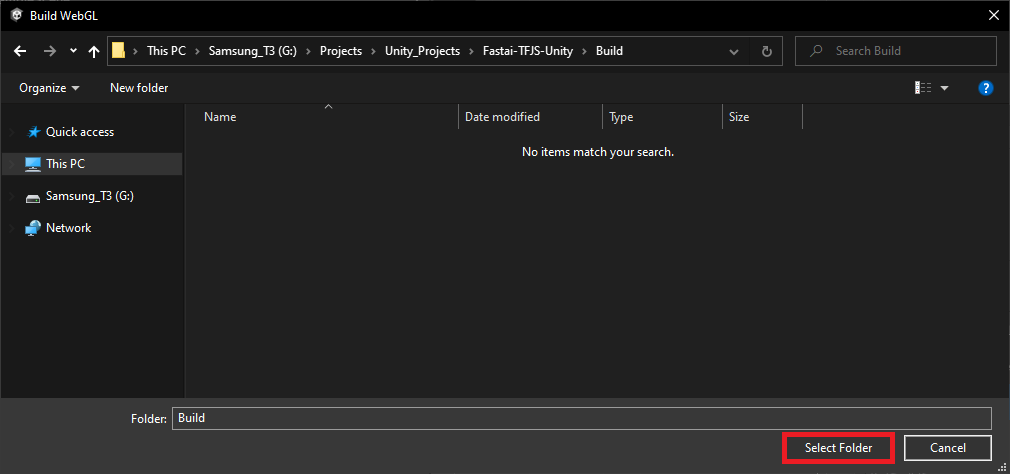 Build WebGL
This PC > Samsung_T3 (G:) > Projects > Unity_Projects > Fastai-TFJS-Unity > Build
Search Build
Organize
New folder
Name
Date modified
Type
Size
Quick access
This PC
Samsung_T3 (G:)
Network
No items match your search.
Folder: Build
Select Folder
Cancel